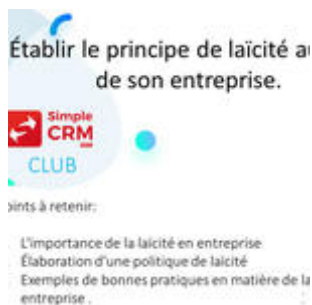 Établir le principe de laïcité au
de son entreprise.
Simple
CRM
CLUB
oints à retenir:
L'importance de la laïcité en entreprise
Élaboration d'une politique de laïcité
Exemples de bonnes pratiques en matière de la
entreprise.